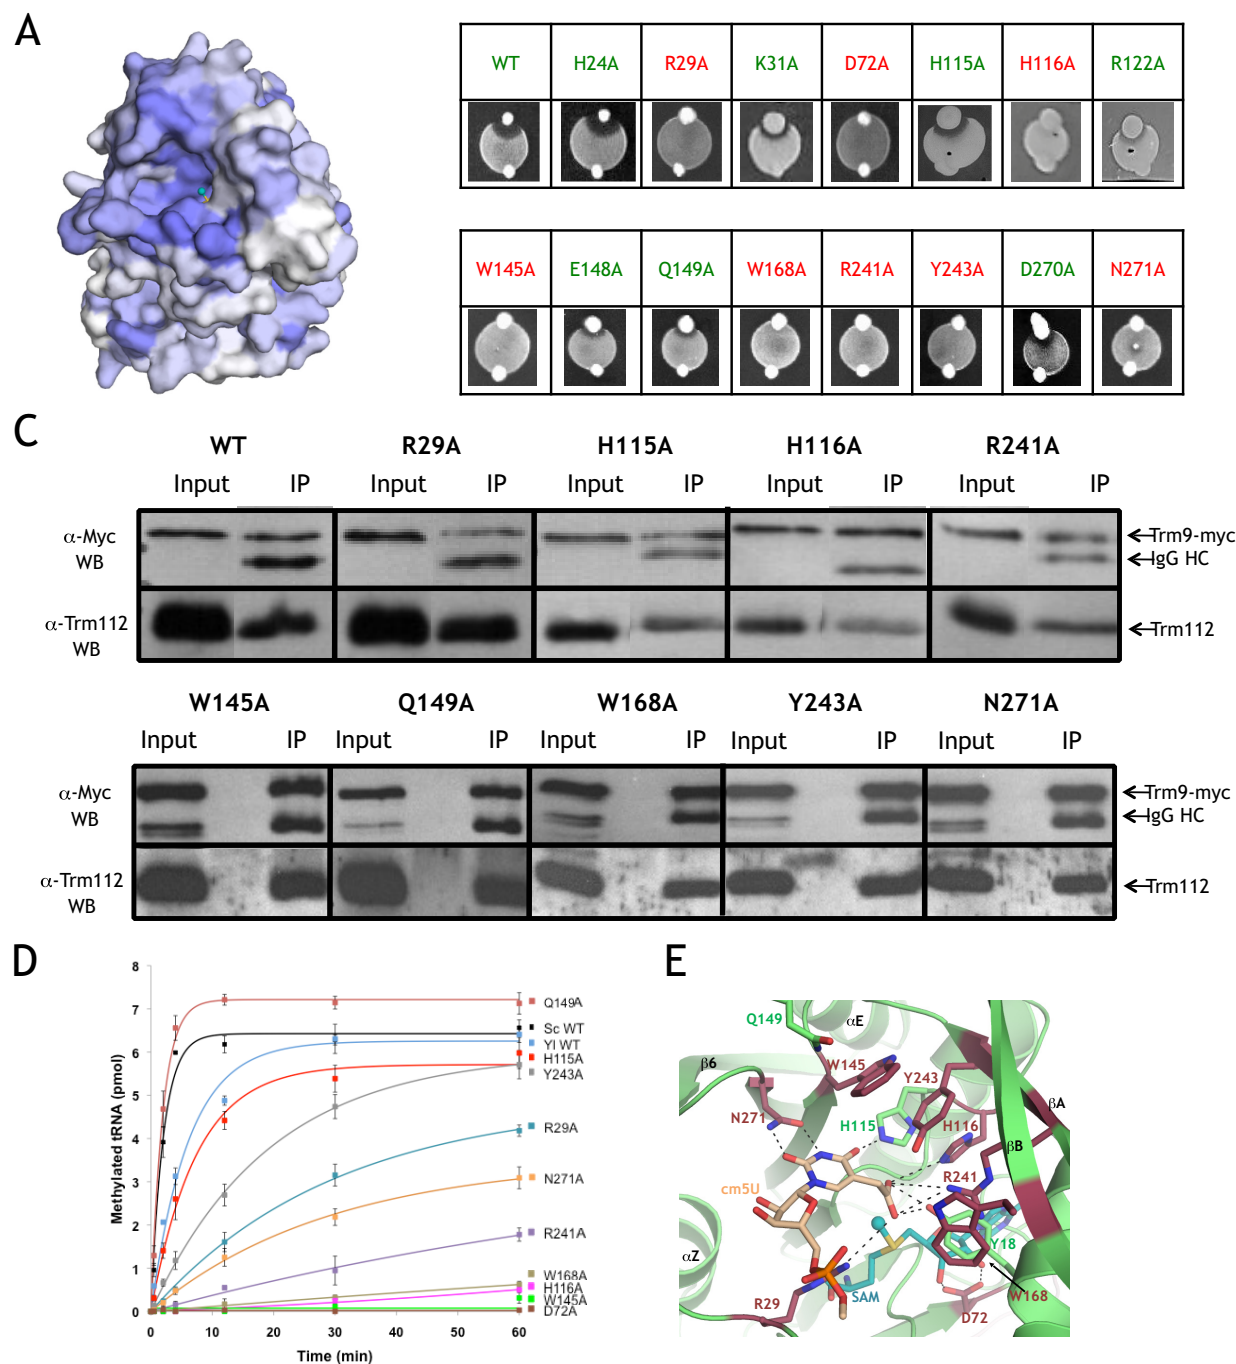 A
WT H24A R29A K31A D72A H115A H116A R122A
W145A E148A Q149A W168A R241A Y243A D270A N271A
C
WT R29A H115A H116A R241A
Input IP Input IP Input IP Input IP Input IP
α-Myc
WB
Trm9-myc
IgG HC
α-Trm112
WB
Trm112
W145A Q149A W168A Y243A N271A
Input IP Input IP Input IP Input IP Input IP
α-Myc
WB
Trm9-myc
IgG HC
α-Trm112
WB
Trm112
D
Methylated tRNA (pmol)
8
7
6
5
4
3
2
1
0
0 10 20 30 40 50 60
Time (min)
Q149A
Sc WT
Yl WT
H115A
Y243A
R29A
N271A
R241A
W168A
H116A
W145A
D72A
E
Q149
αE
β6
W145
Y243
βA
N271
H115
H116
βB
cm5U
R241
Y18
αZ
SAM
W168
R29
D72